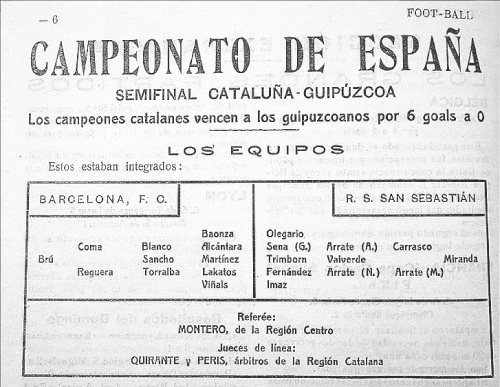 — 6
FOOT-BALL
CAMPEONATO DE ESPAÑA
SEMIFINAL CATALUÑA-GUIPÚZCOA
Los campeones catalanes vencen a los guipuzcoanos por 6 goals a 0
LOS EQUIPOS
Estos estaban integrados:
BARCELONA, F. C.
Brú
Coma
Reguera
Blanco
Sancho
Torralba
Baonza
Alcántara
Martínez
Lakatos
Viñals
R. S. SAN SEBASTIÁN
Olegario
Sena (G.)
Trimborn
Fernández
Imaz
Arrate (A.)
Valverde
Arrate (N.)
Carrasco
Arrate (M.)
Miranda
Referée:
MONTERO, de la Región Centro
Jueces de línea:
QUIRANTE y PERIS, árbitros de la Región Catalana